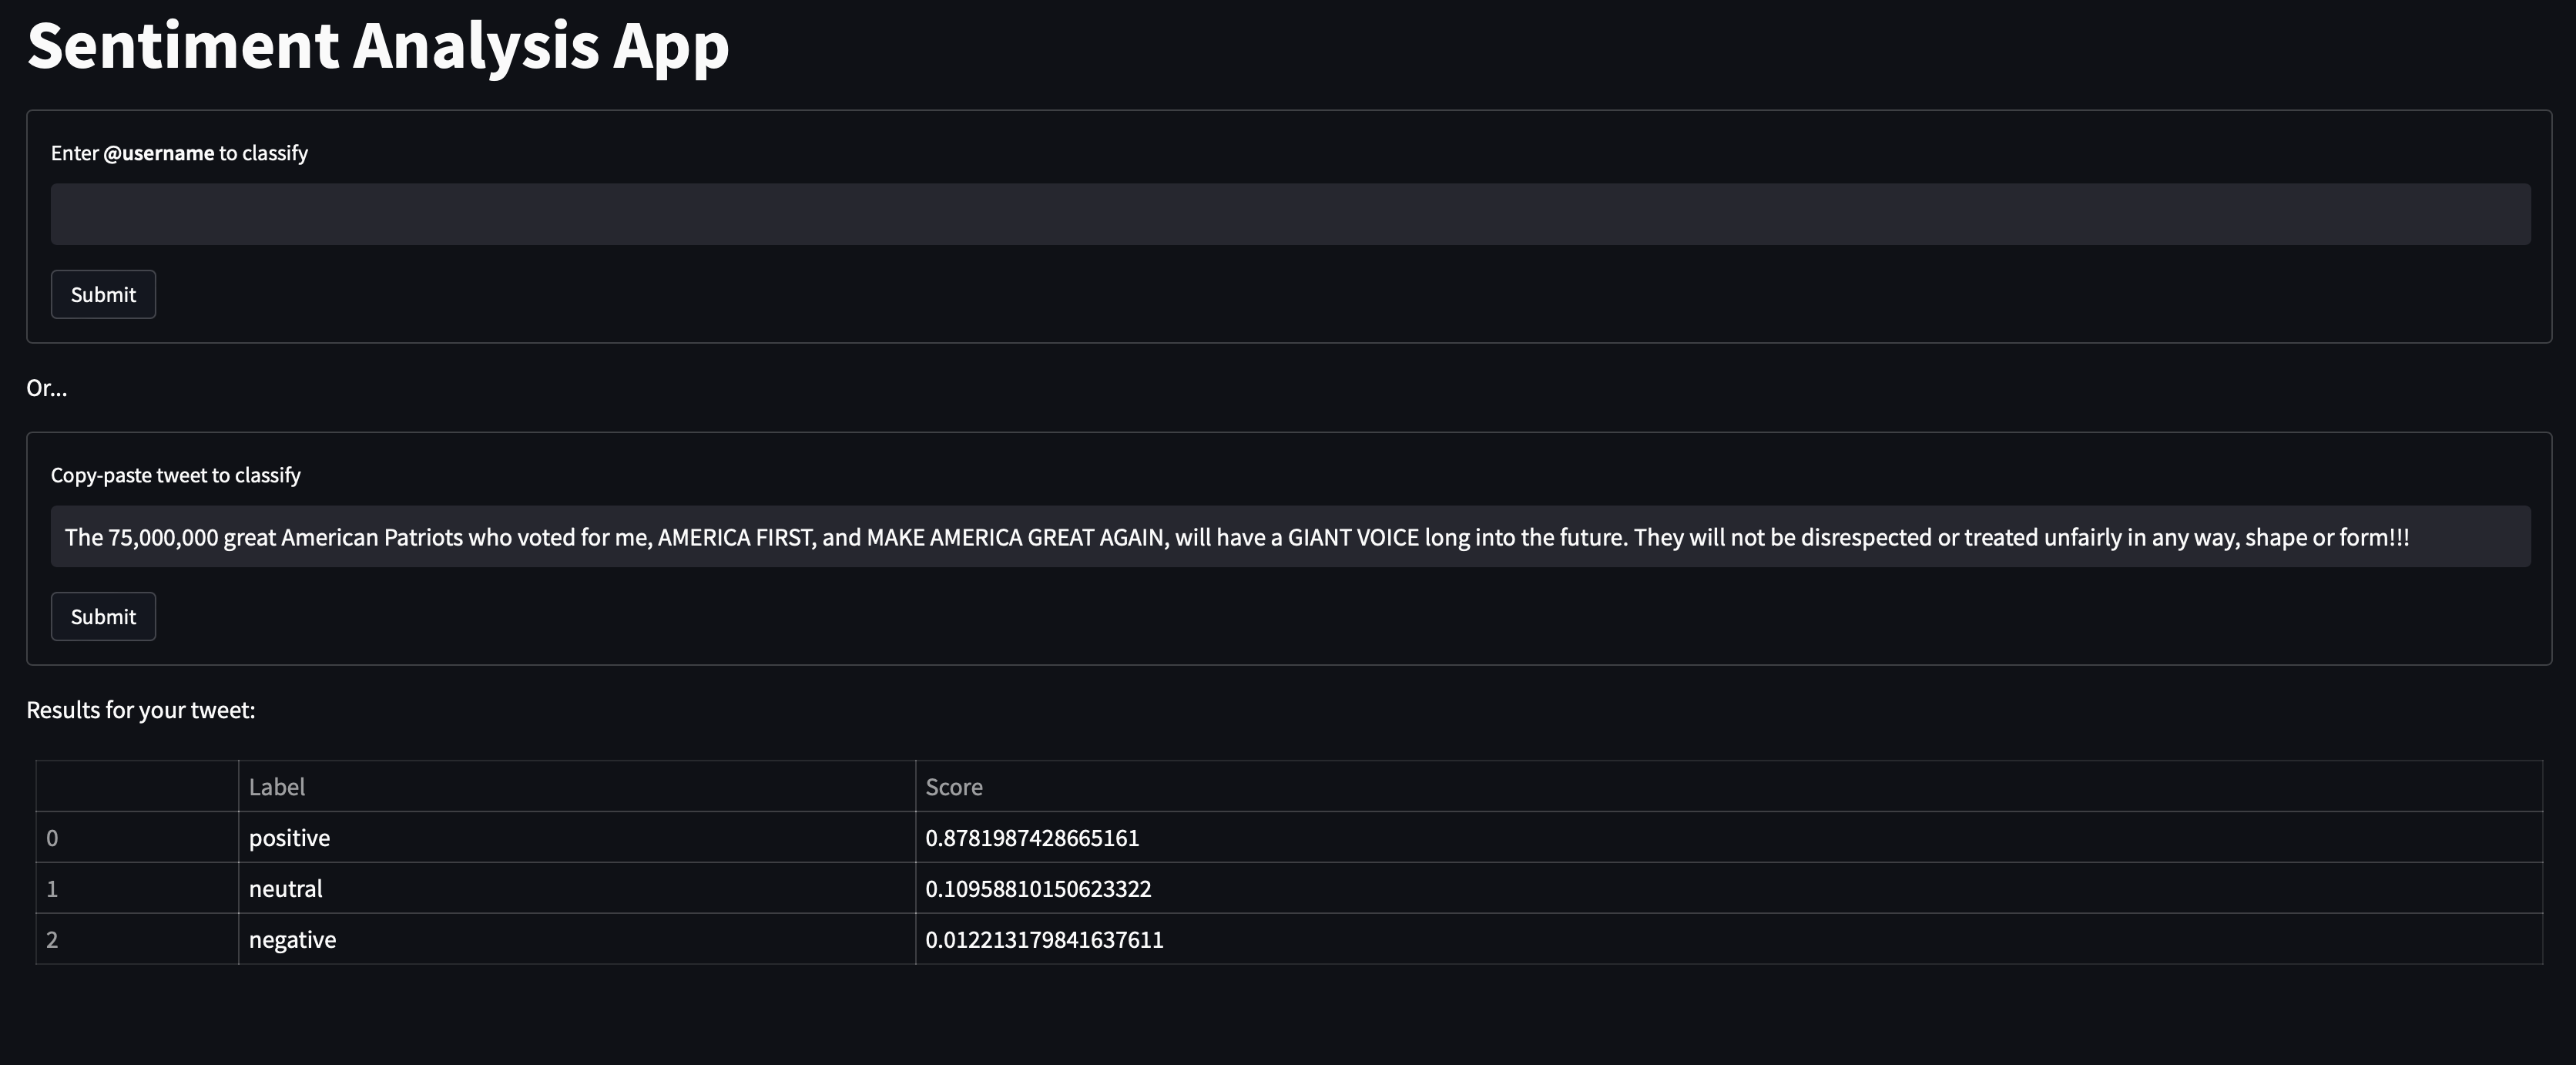 Sentiment Analysis App
Enter @username to classify
Submit
Or...
Copy-paste tweet to classify
The 75,000,000 great American Patriots who voted for me, AMERICA FIRST, and MAKE AMERICA GREAT AGAIN, will have a GIANT VOICE long into the future. They will not be disrespected or treated unfairly in any way, shape or form!!!
Submit
Results for your tweet:
Label Score
0 positive 0.8781987428665161
1 neutral 0.10958810150623322
2 negative 0.012213179841637611